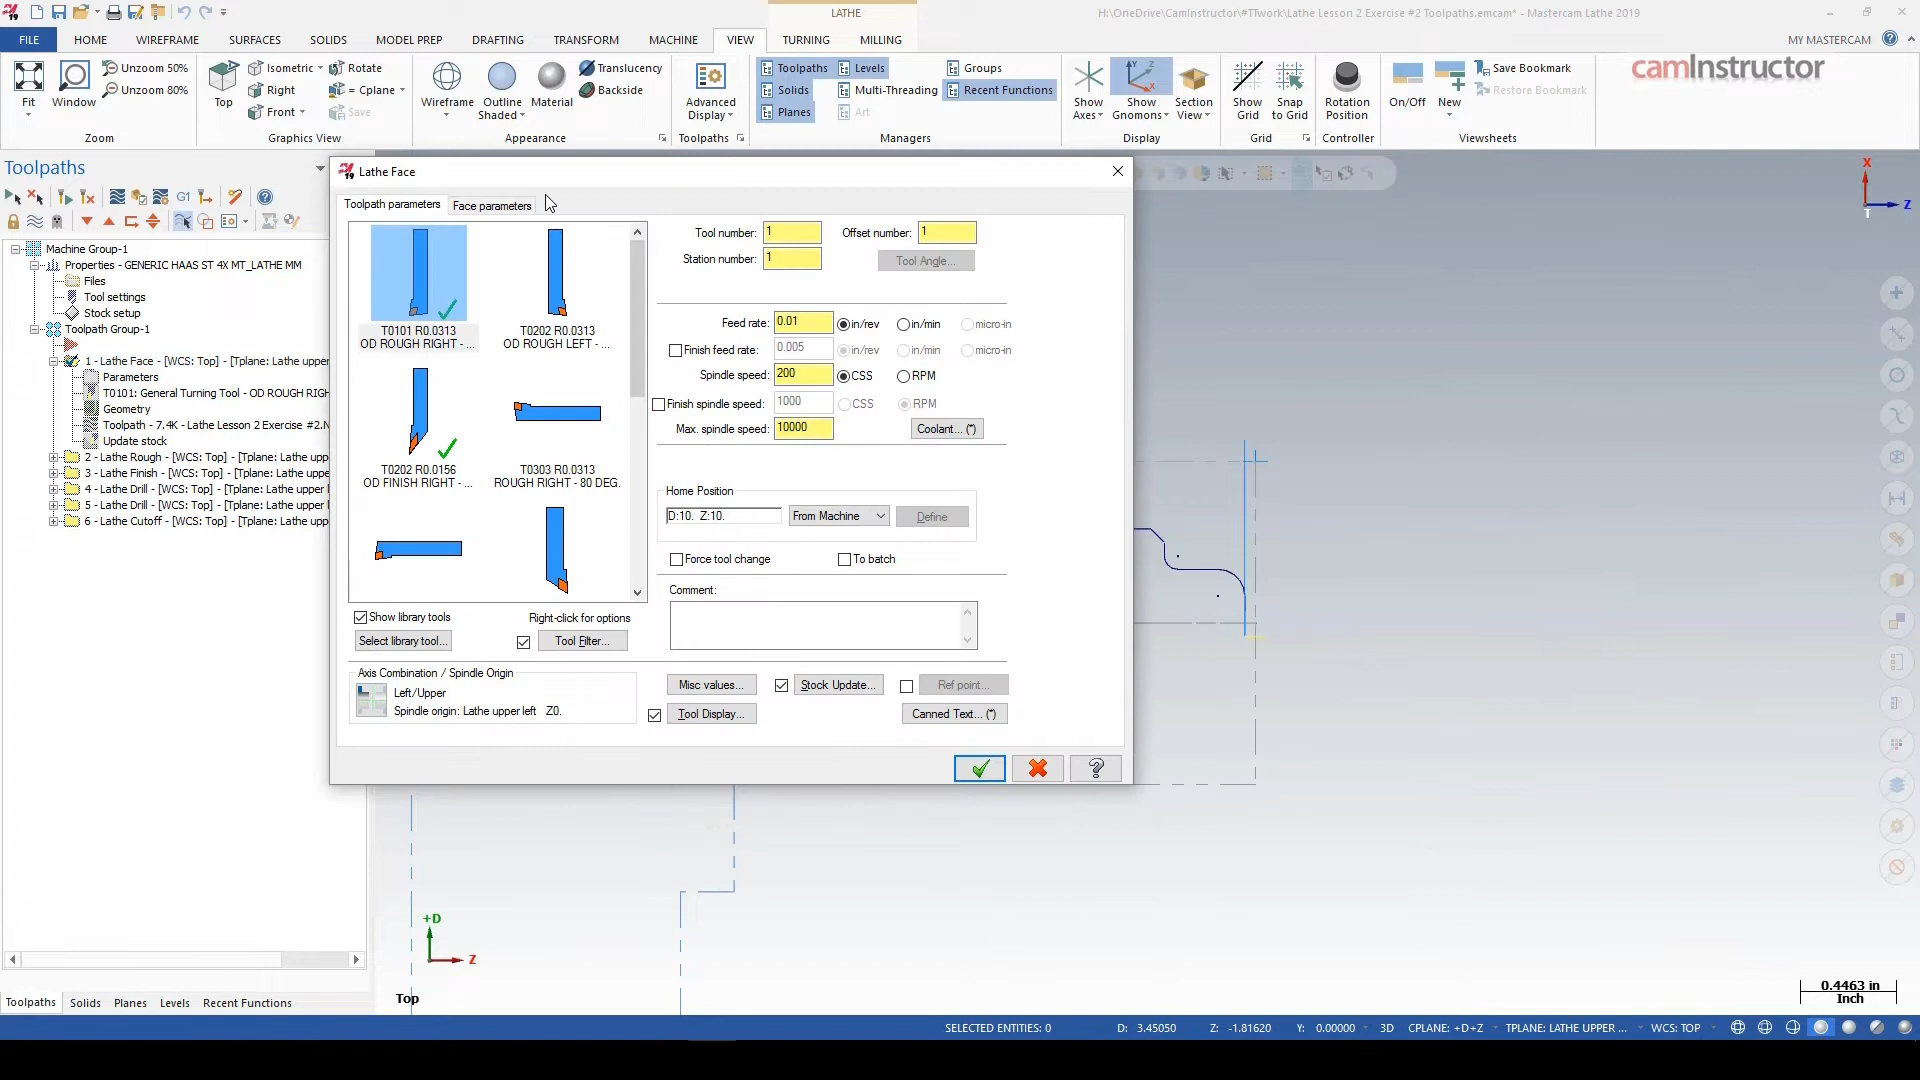 LATHE
H:\OneDrive\CamInstructor\#TTwork\Lathe Lesson 2 Exercise #2 Toolpaths.emcam* - Mastercam Lathe 2019
FILE HOME WIREFRAME SURFACES SOLIDS MODEL PREP DRAFTING TRANSFORM MACHINE VIEW TURNING MILLING MY MASTERCAM
camInstructor
Fit
Window
Unzoom 50%
Unzoom 80%
Zoom
Top
Isometric
Right
Front
Rotate
= Cplane
Save
Graphics View
Wireframe
Outline Shaded
Material
Translucency
Backside
Appearance
Advanced Display
Toolpaths
Toolpaths
Solids
Planes
Levels
Multi-Threading
Art
Groups
Recent Functions
Managers
Show Axes
Show Gnomons
Section View
Display
Show Grid
Snap to Grid
Grid
Rotation Position
Controller
On/Off
New
Save Bookmark
Restore Bookmark
Viewsheets
Toolpaths
G1
Machine Group-1
Properties - GENERIC HAAS ST 4X MT_LATHE MM
Files
Tool settings
Stock setup
Toolpath Group-1
1 - Lathe Face - [WCS: Top] - [Tplane: Lathe upper
Parameters
T0101: General Turning Tool - OD ROUGH RIGH
Geometry
Toolpath - 7.4K - Lathe Lesson 2 Exercise #2.N
Update stock
2 - Lathe Rough - [WCS: Top] - [Tplane: Lathe upp
3 - Lathe Finish - [WCS: Top] - [Tplane: Lathe upp
4 - Lathe Drill - [WCS: Top] - [Tplane: Lathe upper l
5 - Lathe Drill - [WCS: Top] - [Tplane: Lathe upper l
6 - Lathe Cutoff - [WCS: Top] - [Tplane: Lathe upp
Toolpaths Solids Planes Levels Recent Functions
Lathe Face
Toolpath parameters Face parameters
T0101 R0.0313
OD ROUGH RIGHT - ...
T0202 R0.0313
OD ROUGH LEFT - ...
T0202 R0.0156
OD FINISH RIGHT - ...
T0303 R0.0313
ROUGH RIGHT - 80 DEG.
Show library tools
Right-click for options
Select library tool...
Tool Filter...
Axis Combination / Spindle Origin
Left/Upper
Spindle origin: Lathe upper left Z0.
Tool number: 1 Offset number: 1
Station number: 1 Tool Angle...
Feed rate: 0.01 in/rev in/min micro-in
Finish feed rate: 0.005 in/rev in/min micro-in
Spindle speed: 200 CSS RPM
Finish spindle speed: 1000 CSS RPM
Max. spindle speed: 10000 Coolant... (*)
Home Position
D:10. Z:10. From Machine Define
Force tool change To batch
Comment:
Misc values... Stock Update... Ref point...
Tool Display... Canned Text... (*)
X
Z
T
+D
Z
Top
0.4463 in
Inch
SELECTED ENTITIES: 0 D: 3.45050 Z: -1.81620 Y: 0.00000 3D CPLANE: +D+Z TPLANE: LATHE UPPER ... WCS: TOP